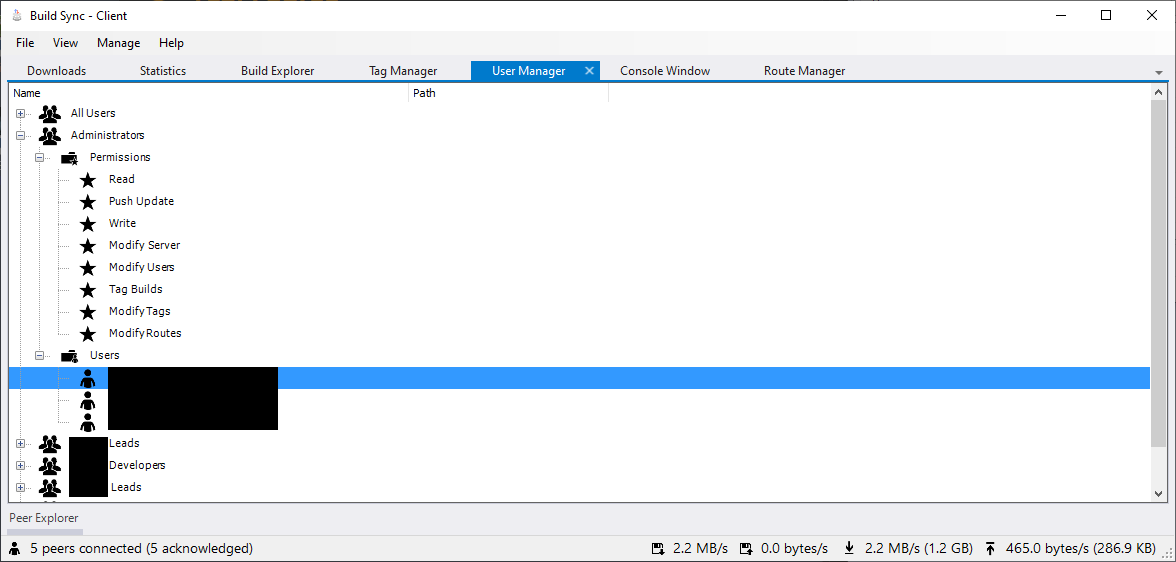 Build Sync - Client
File View Manage Help
Downloads Statistics Build Explorer Tag Manager User Manager Console Window Route Manager
Name Path
All Users
Administrators
Permissions
Read
Push Update
Write
Modify Server
Modify Users
Tag Builds
Modify Tags
Modify Routes
Users
Leads
Developers
Leads
Peer Explorer
5 peers connected (5 acknowledged) 2.2 MB/s 0.0 bytes/s 2.2 MB/s (1.2 GB) 465.0 bytes/s (286.9 KB)